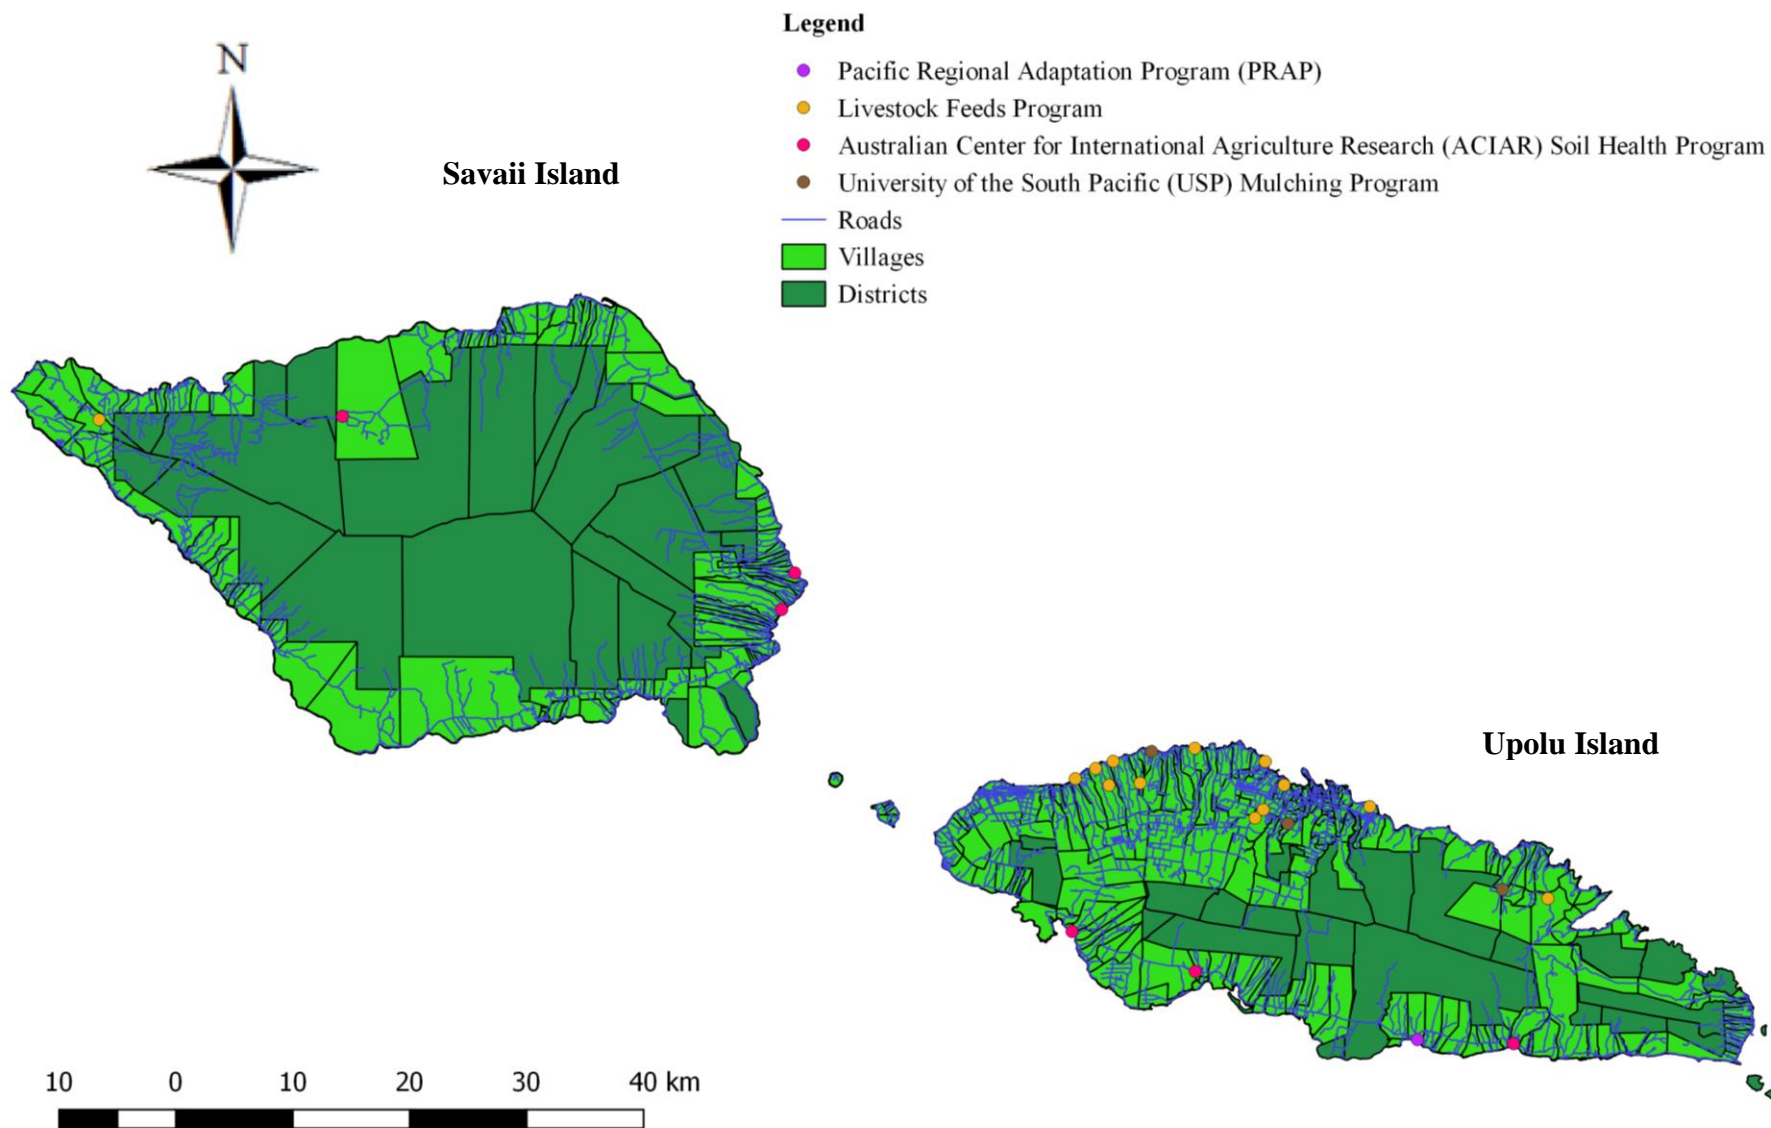 Legend
N
Pacific Regional Adaptation Program (PRAP)
Livestock Feeds Program
Australian Center for International Agriculture Research (ACIAR) Soil Health Program
Savaii Island
University of the South Pacific (USP) Mulching Program
Roads
Villages
Districts
Upolu Island
10 0 10 20 30 40 km